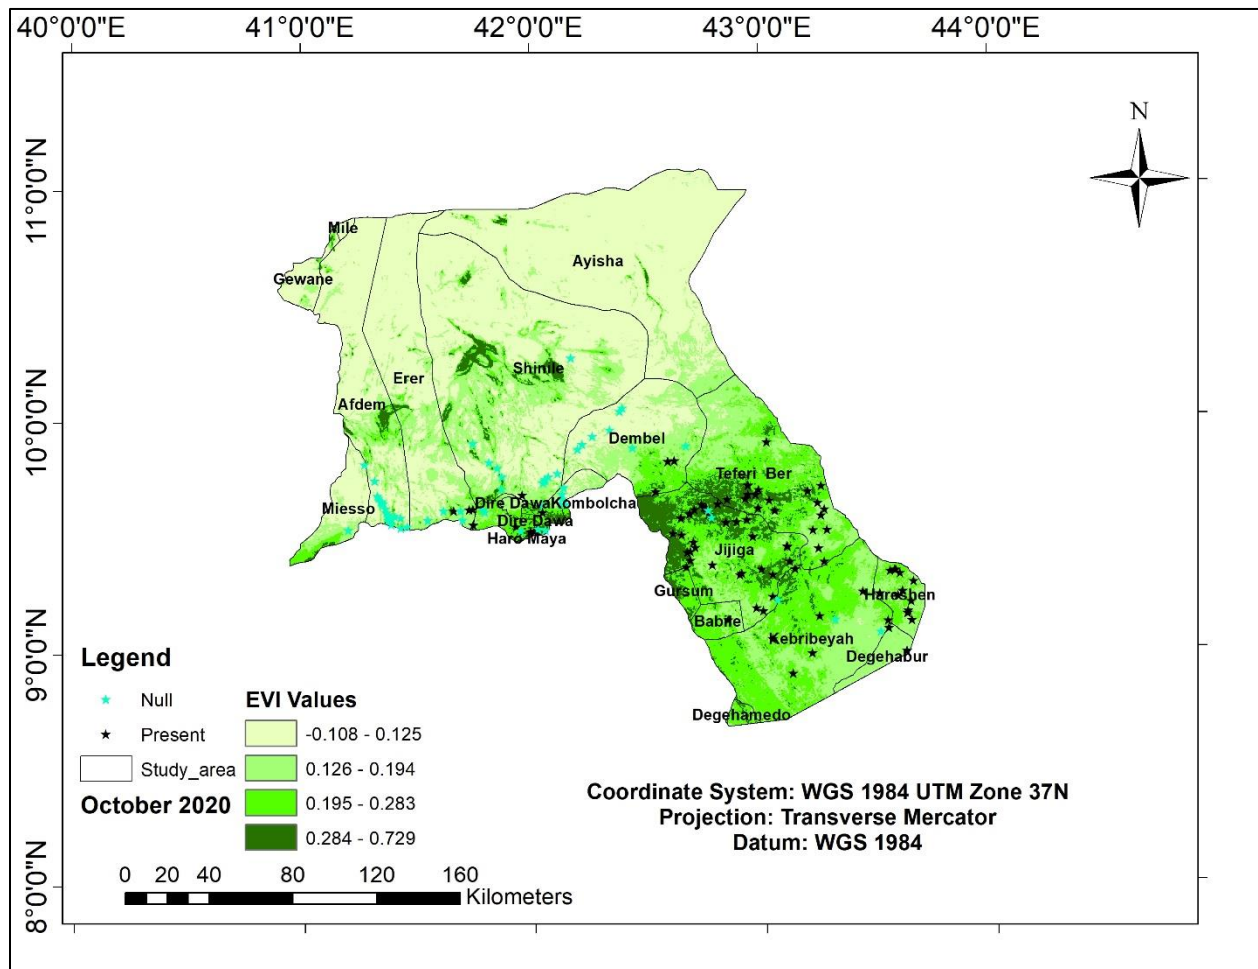 40°0'0"E 41°0'0"E 42°0'0"E 43°0'0"E 44°0'0"E
N
11°0'0"N
10°0'0"N
9°0'0"N
8°0'0"N
Mile
Ayisha
Gewane
Shinile
Erer
Afdem
Dembel
Teferi Ber
Miesso
Dire Dawa Kombolcha
Dire Dawa
Haro Maya
Jijiga
Gursum
Hareshen
Babile
Kebribeyah
Degehabur
Degehamedo
Legend
Null
Present
Study_area
October 2020
EVI Values
-0.108 - 0.125
0.126 - 0.194
0.195 - 0.283
0.284 - 0.729
0 20 40 80 120 160
Kilometers
Coordinate System: WGS 1984 UTM Zone 37N
Projection: Transverse Mercator
Datum: WGS 1984